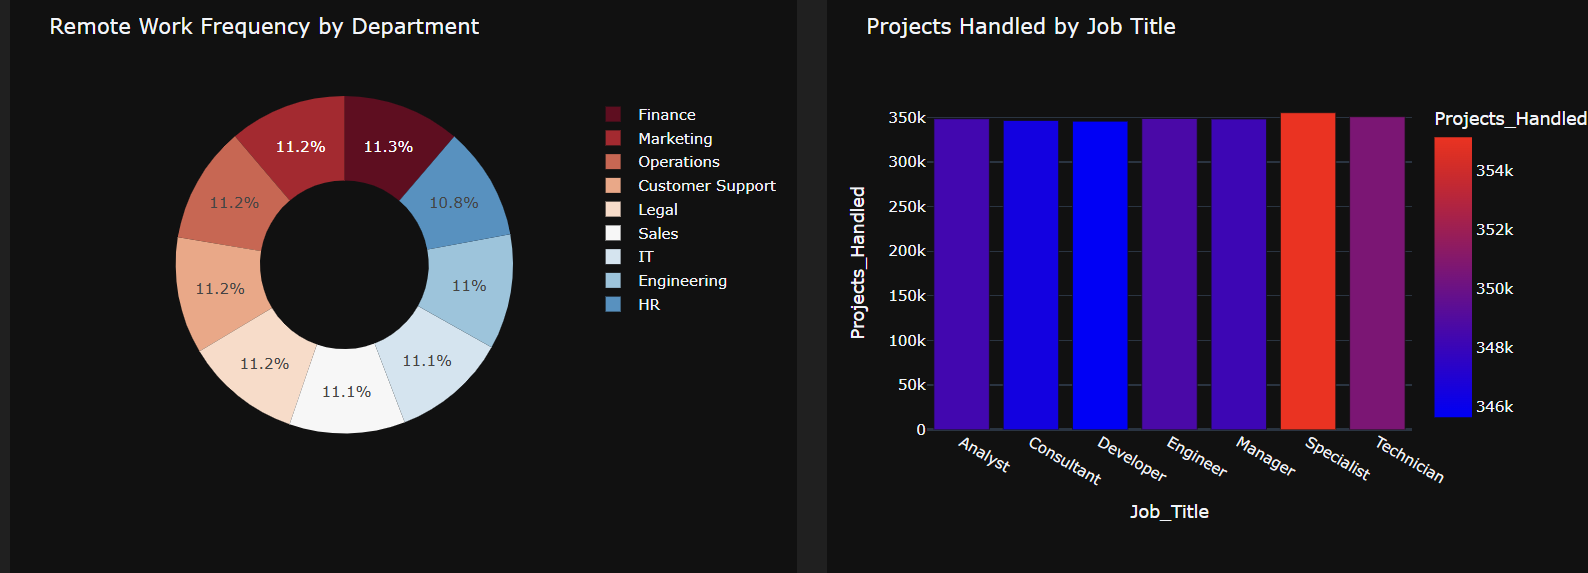 Remote Work Frequency by Department
11.2%
11.3%
11.2%
10.8%
11.2%
11%
11.2%
11.1%
11.1%
Finance
Marketing
Operations
Customer Support
Legal
Sales
IT
Engineering
HR
Projects Handled by Job Title
Projects_Handled
350k
300k
250k
200k
150k
100k
50k
0
Analyst
Consultant
Developer
Engineer
Manager
Specialist
Technician
Job_Title
Projects_Handled
354k
352k
350k
348k
346k